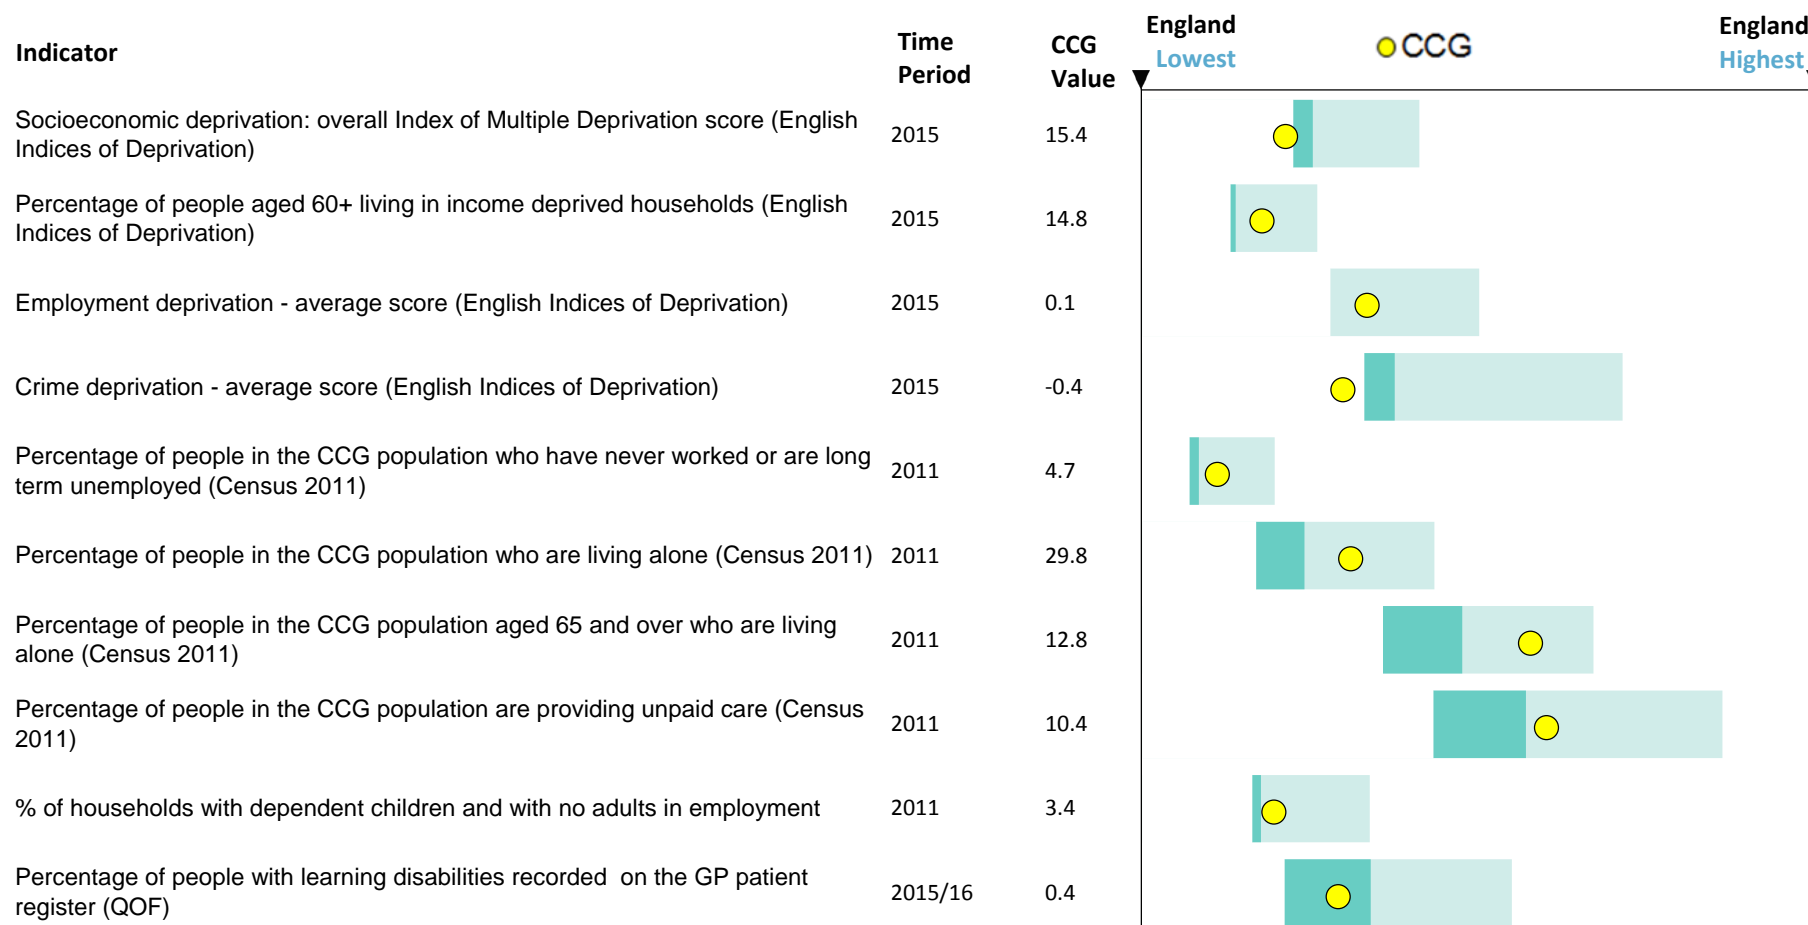 Indicator
Time
Period
CCG
Value
England
Lowest
CCG
England
Highest
Socioeconomic deprivation: overall Index of Multiple Deprivation score (English
Indices of Deprivation)
2015
15.4
Percentage of people aged 60+ living in income deprived households (English
Indices of Deprivation)
2015
14.8
Employment deprivation - average score (English Indices of Deprivation)
2015
0.1
Crime deprivation - average score (English Indices of Deprivation)
2015
-0.4
Percentage of people in the CCG population who have never worked or are long
term unemployed (Census 2011)
2011
4.7
Percentage of people in the CCG population who are living alone (Census 2011)
2011
29.8
Percentage of people in the CCG population aged 65 and over who are living
alone (Census 2011)
2011
12.8
Percentage of people in the CCG population are providing unpaid care (Census
2011)
2011
10.4
% of households with dependent children and with no adults in employment
2011
3.4
Percentage of people with learning disabilities recorded  on the GP patient
register (QOF)
2015/16
0.4